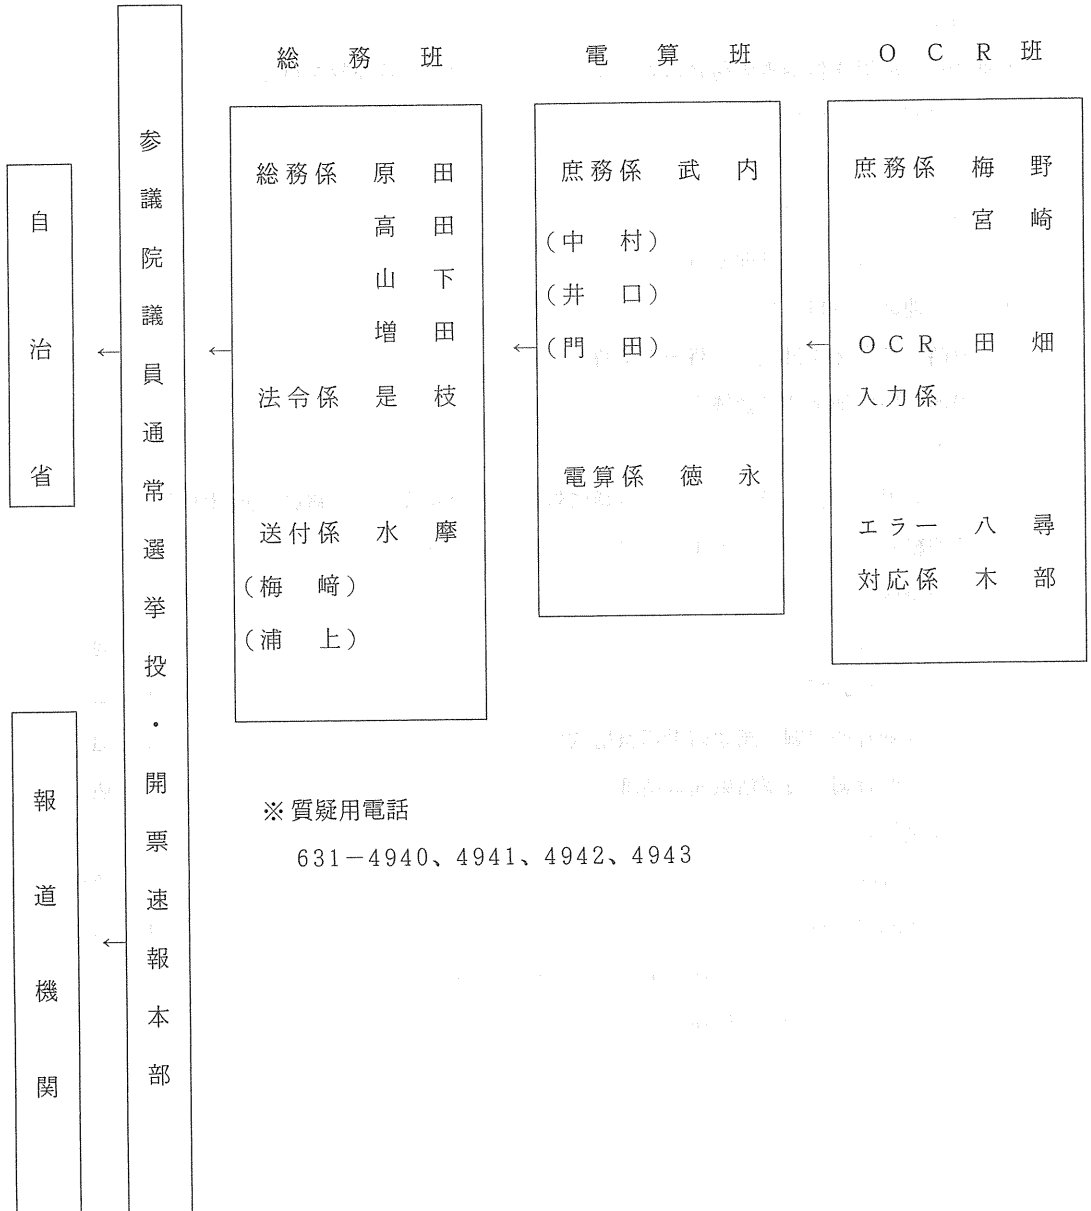 自治省
報道機関
←
←
参議院議員通常選挙投・開票速報本部
←
総務班
総務係 原田
高田
山下
増田
法令係 是枝
送付係 水摩
(梅﨑)
(浦上)
←
電算班
庶務係 武内
(中村)
(井口)
(門田)
電算係 徳永
←
OCR班
庶務係 梅野
宮崎
OCR 田畑
入力係
エラー 八尋
対応係 木部
※質疑用電話
631-4940、4941、4942、4943